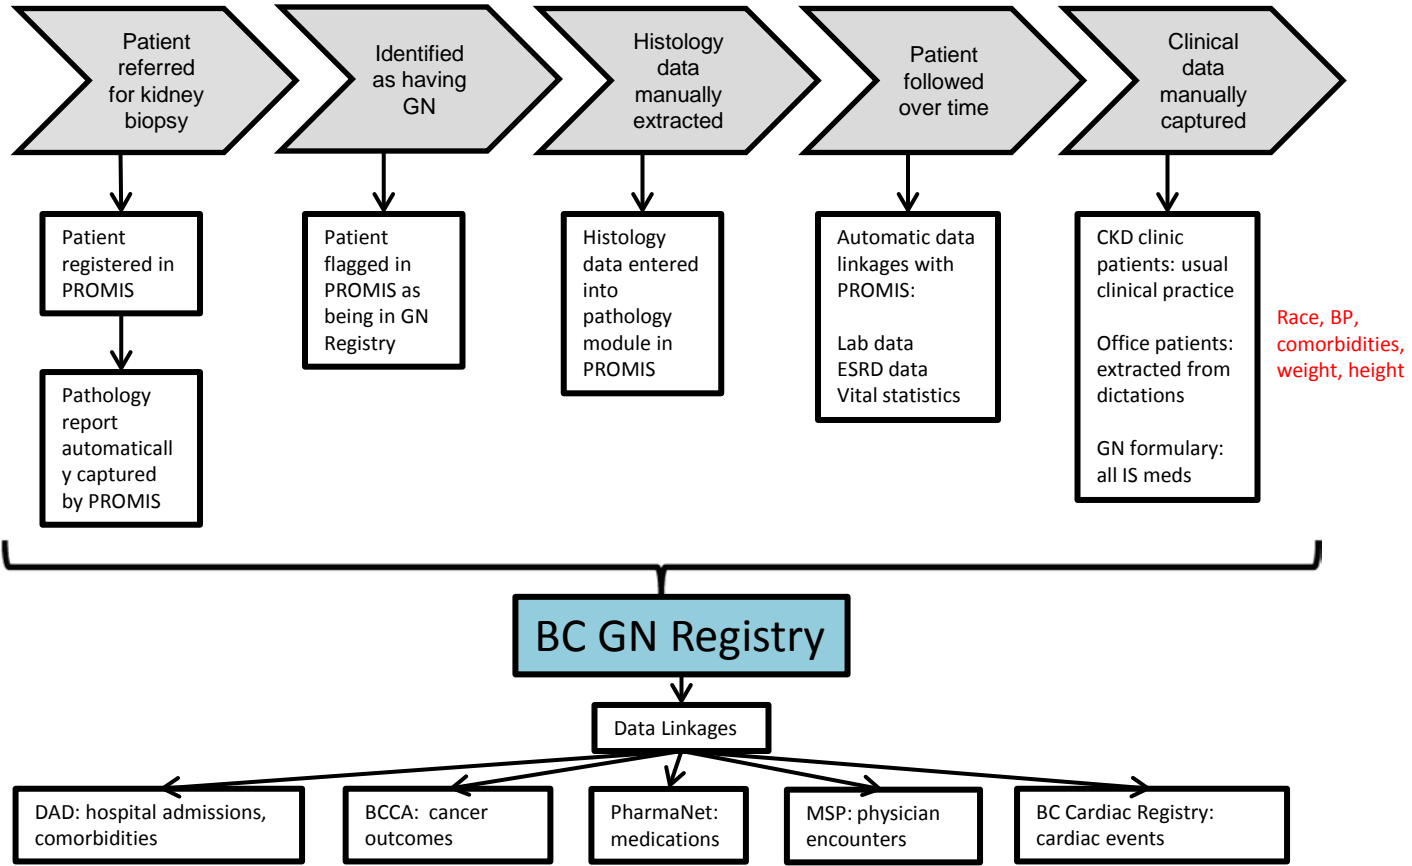 Patient
referred
for kidney
biopsy
Identified
as having
GN
Histology
data
manually
extracted
Patient
followed
over time
Clinical
data
manually
captured
Patient
registered in
PROMIS
Patient
flagged in
PROMIS as
being in GN
Registry
Histology
data entered
into
pathology
module in
PROMIS
Automatic data
linkages with
PROMIS:
Lab data
ESRD data
Vital statistics
CKD clinic
patients: usual
clinical practice
Office patients:
extracted from
dictations
GN formulary:
all IS meds
Race, BP,
comorbidities,
weight, height
Pathology
report
automaticall
y captured
by PROMIS
BC GN Registry
Data Linkages
DAD: hospital admissions,
comorbidities
BCCA: cancer
outcomes
PharmaNet:
medications
MSP: physician
encounters
BC Cardiac Registry:
cardiac events